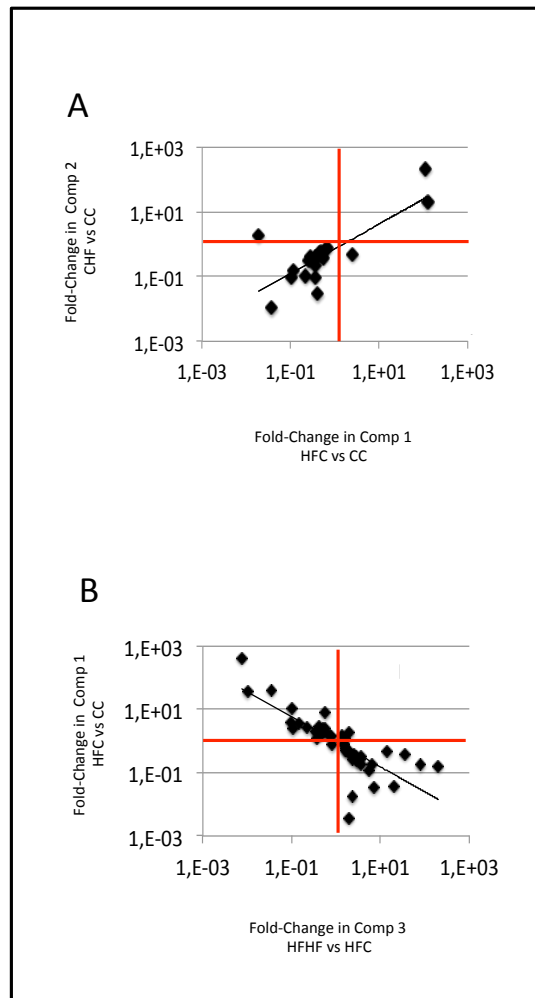 A
Fold-Change in Comp 2
CHF vs CC
1,E+03
1,E+01
1,E-01
1,E-03
1,E-03 1,E-01 1,E+01 1,E+03
Fold-Change in Comp 1
HFC vs CC
B
Fold-Change in Comp 1
HFC vs CC
1,E+03
1,E+01
1,E-01
1,E-03
1,E-03 1,E-01 1,E+01 1,E+03
Fold-Change in Comp 3
HFHF vs HFC